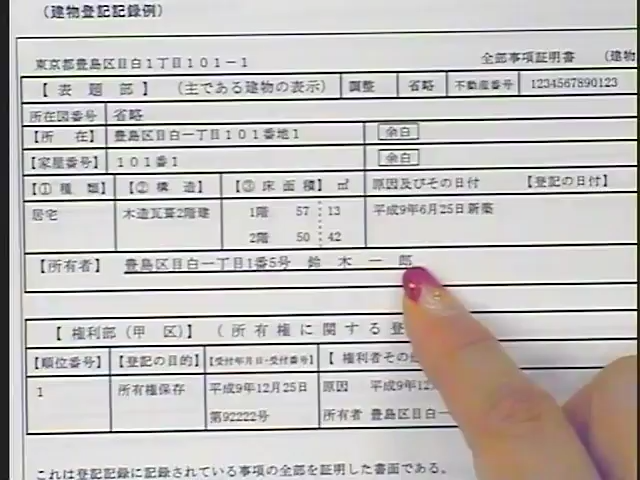 (建物登記記録例)
東京都豊島区目白1丁目101-1 全部事項証明書 (建物
【 表 題 部 】 (主である建物の表示) 調整 省略 不動産番号 1234567890123
所在図番号 省略
【所 在】 豊島区目白一丁目101番地1 余白
【家屋番号】 101番1 余白
【① 種 類】 【② 構 造】 【③ 床 面 積】 ㎡ 原因及びその日付 【登記の日付】
居宅 木造瓦葺2階建 1階 57 13 平成9年6月25日新築
2階 50 42
【所有者】 豊島区目白一丁目1番5号 鈴 木 一 郎
【 権利部(甲 区)】 (所有権に関する登
【順位番号】 【登記の目的】 【受付年月日・受付番号】 【 権利者その
1 所有権保存 平成9年12月25日 原因 平成9年12
第92222号 所有者 豊島区目白一
これは登記記録に記録されている事項の全部を証明した書面である。